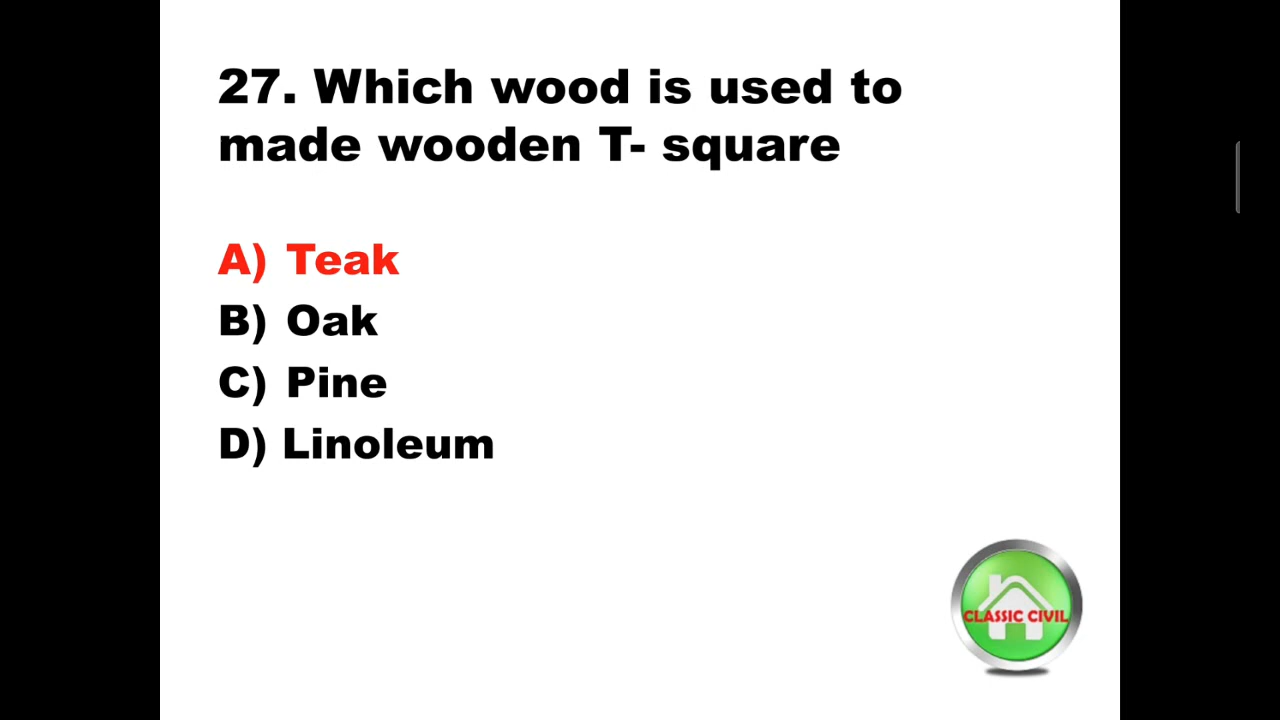 27. Which wood is used to
made wooden T- square
A) Teak
B) Oak
C) Pine
D) Linoleum
CLASSIC CIVIL